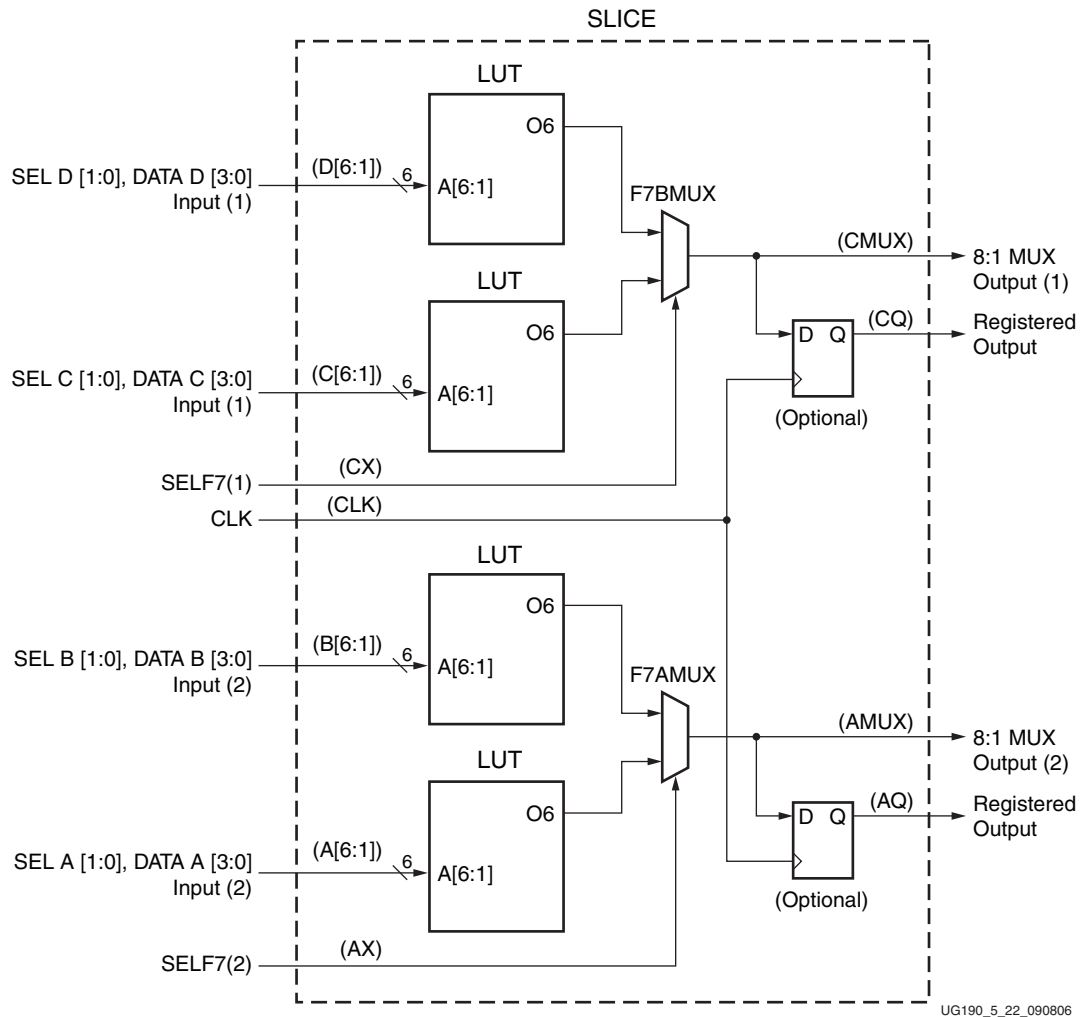 SLICE
LUT
O6
(D[6:1])
6
A[6:1]
SEL D [1:0], DATA D [3:0]
Input (1)
F7BMUX
(CMUX)
8:1 MUX
Output (1)
LUT
O6
(C[6:1])
6
A[6:1]
SEL C [1:0], DATA C [3:0]
Input (1)
D Q
(CQ)
Registered
Output
(Optional)
SELF7(1)
(CX)
CLK
(CLK)
LUT
O6
(B[6:1])
6
A[6:1]
SEL B [1:0], DATA B [3:0]
Input (2)
F7AMUX
(AMUX)
8:1 MUX
Output (2)
LUT
O6
(A[6:1])
6
A[6:1]
SEL A [1:0], DATA A [3:0]
Input (2)
D Q
(AQ)
Registered
Output
(Optional)
SELF7(2)
(AX)
UG190_5_22_090806